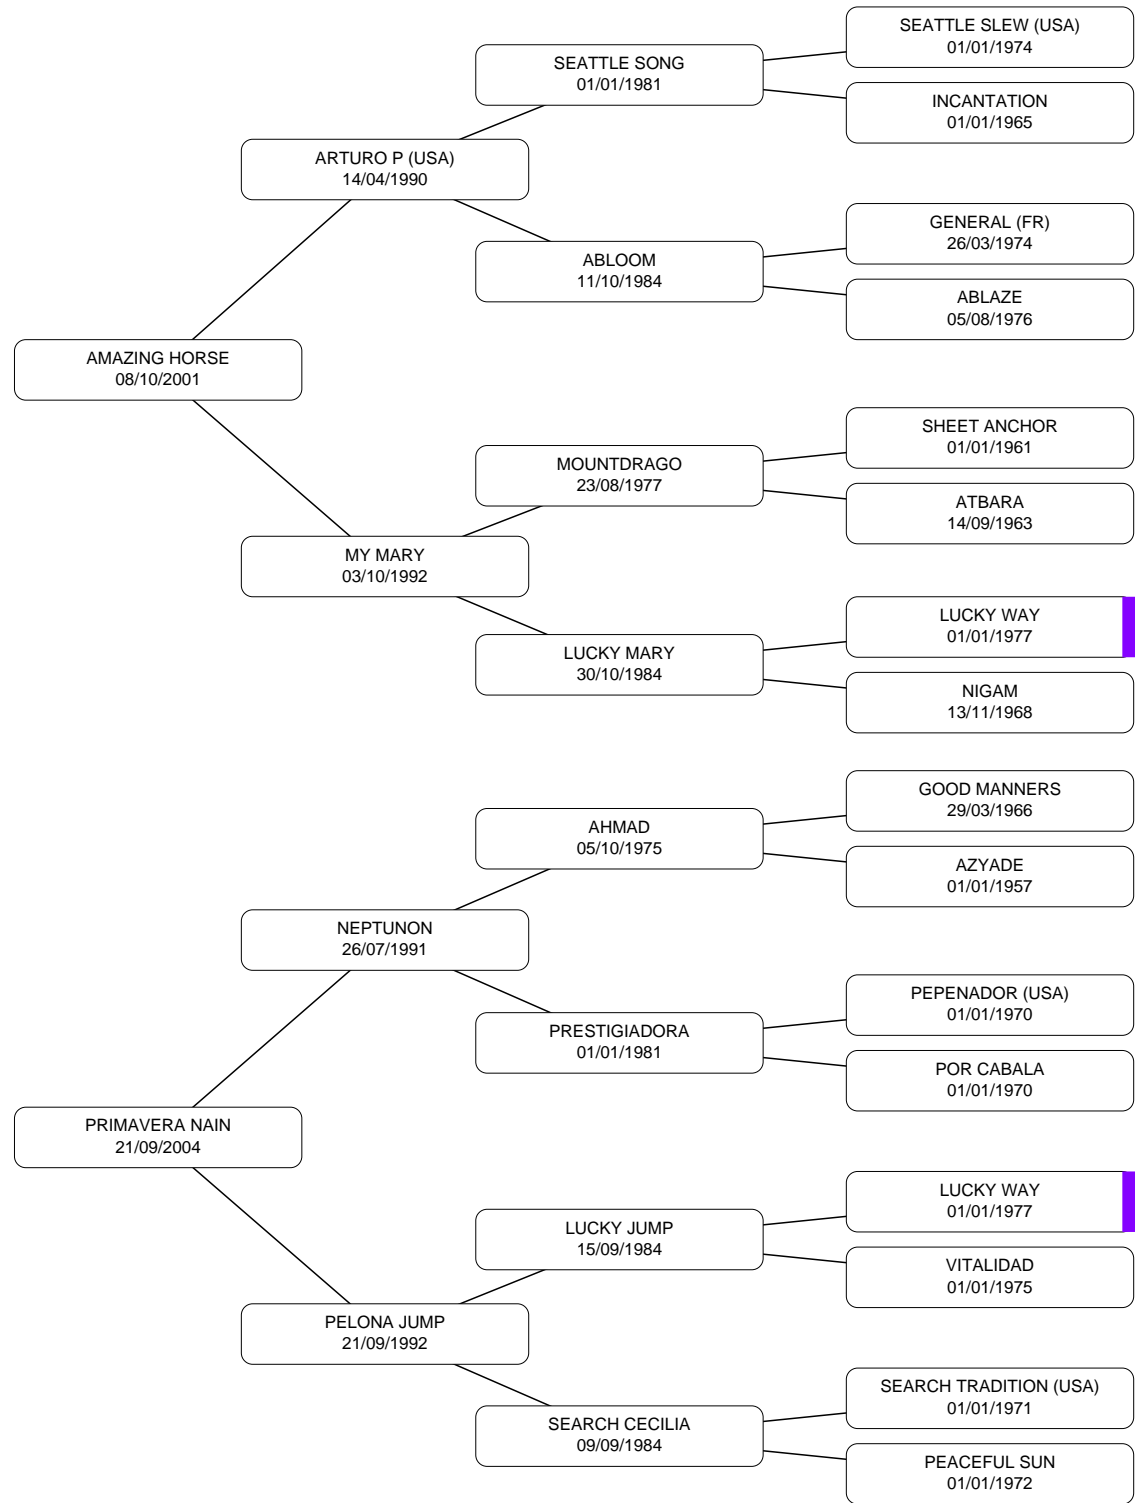 SEATTLE SLEW (USA)
01/01/1974
SEATTLE SONG
01/01/1981
INCANTATION
01/01/1965
ARTURO P (USA)
14/04/1990
GENERAL (FR)
26/03/1974
ABLOOM
11/10/1984
ABLAZE
05/08/1976
AMAZING HORSE
08/10/2001
SHEET ANCHOR
01/01/1961
MOUNTDRAGO
23/08/1977
ATBARA
14/09/1963
MY MARY
03/10/1992
LUCKY WAY
01/01/1977
LUCKY MARY
30/10/1984
NIGAM
13/11/1968
GOOD MANNERS
29/03/1966
AHMAD
05/10/1975
AZYADE
01/01/1957
NEPTUNON
26/07/1991
PEPENADOR (USA)
01/01/1970
PRESTIGIADORA
01/01/1981
POR CABALA
01/01/1970
PRIMAVERA NAIN
21/09/2004
LUCKY WAY
01/01/1977
LUCKY JUMP
15/09/1984
VITALIDAD
01/01/1975
PELONA JUMP
21/09/1992
SEARCH TRADITION (USA)
01/01/1971
SEARCH CECILIA
09/09/1984
PEACEFUL SUN
01/01/1972